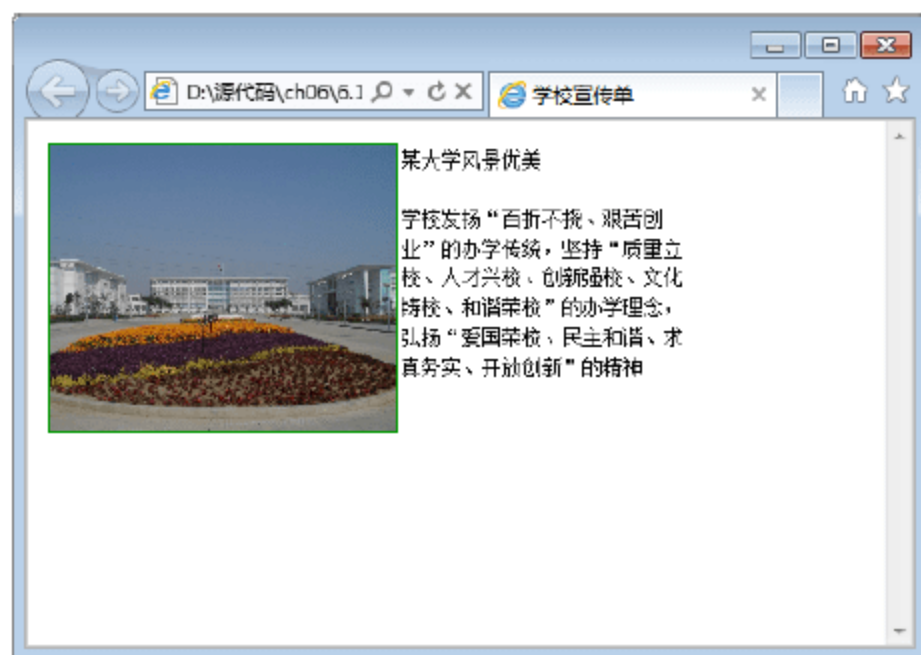 D:\源代码\ch06\6.1
学校宣传单
某大学风景优美
学校发扬“百折不挠、艰苦创
业”的办学传统，坚持“质量立
校、人才兴校、创新强校、文化
特校、和谐荣校”的办学理念，
弘扬“爱国荣校、民主和谐、求
真务实、开放创新”的精神